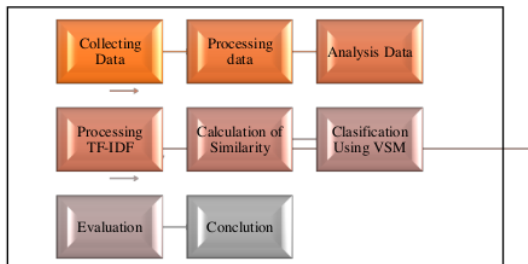 Collecting
Data
Processing
data
Analysis Data
Processing
TF-IDF
Calculation of
Similarity
Clasification
Using VSM
Evaluation
Conclution